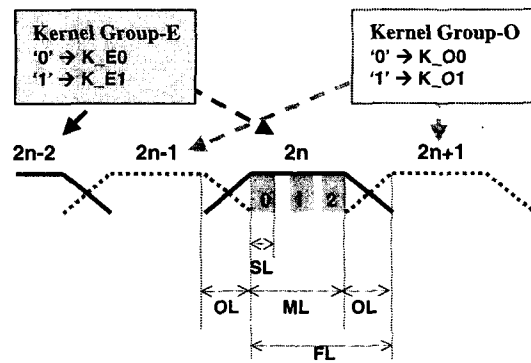 Kernel Group-E
'0' → K_E0
'1' → K_E1
Kernel Group-O
'0' → K_O0
'1' → K_O1
2n-2 2n-1 2n 2n+1
0 1 2
SL
OL ML OL
FL